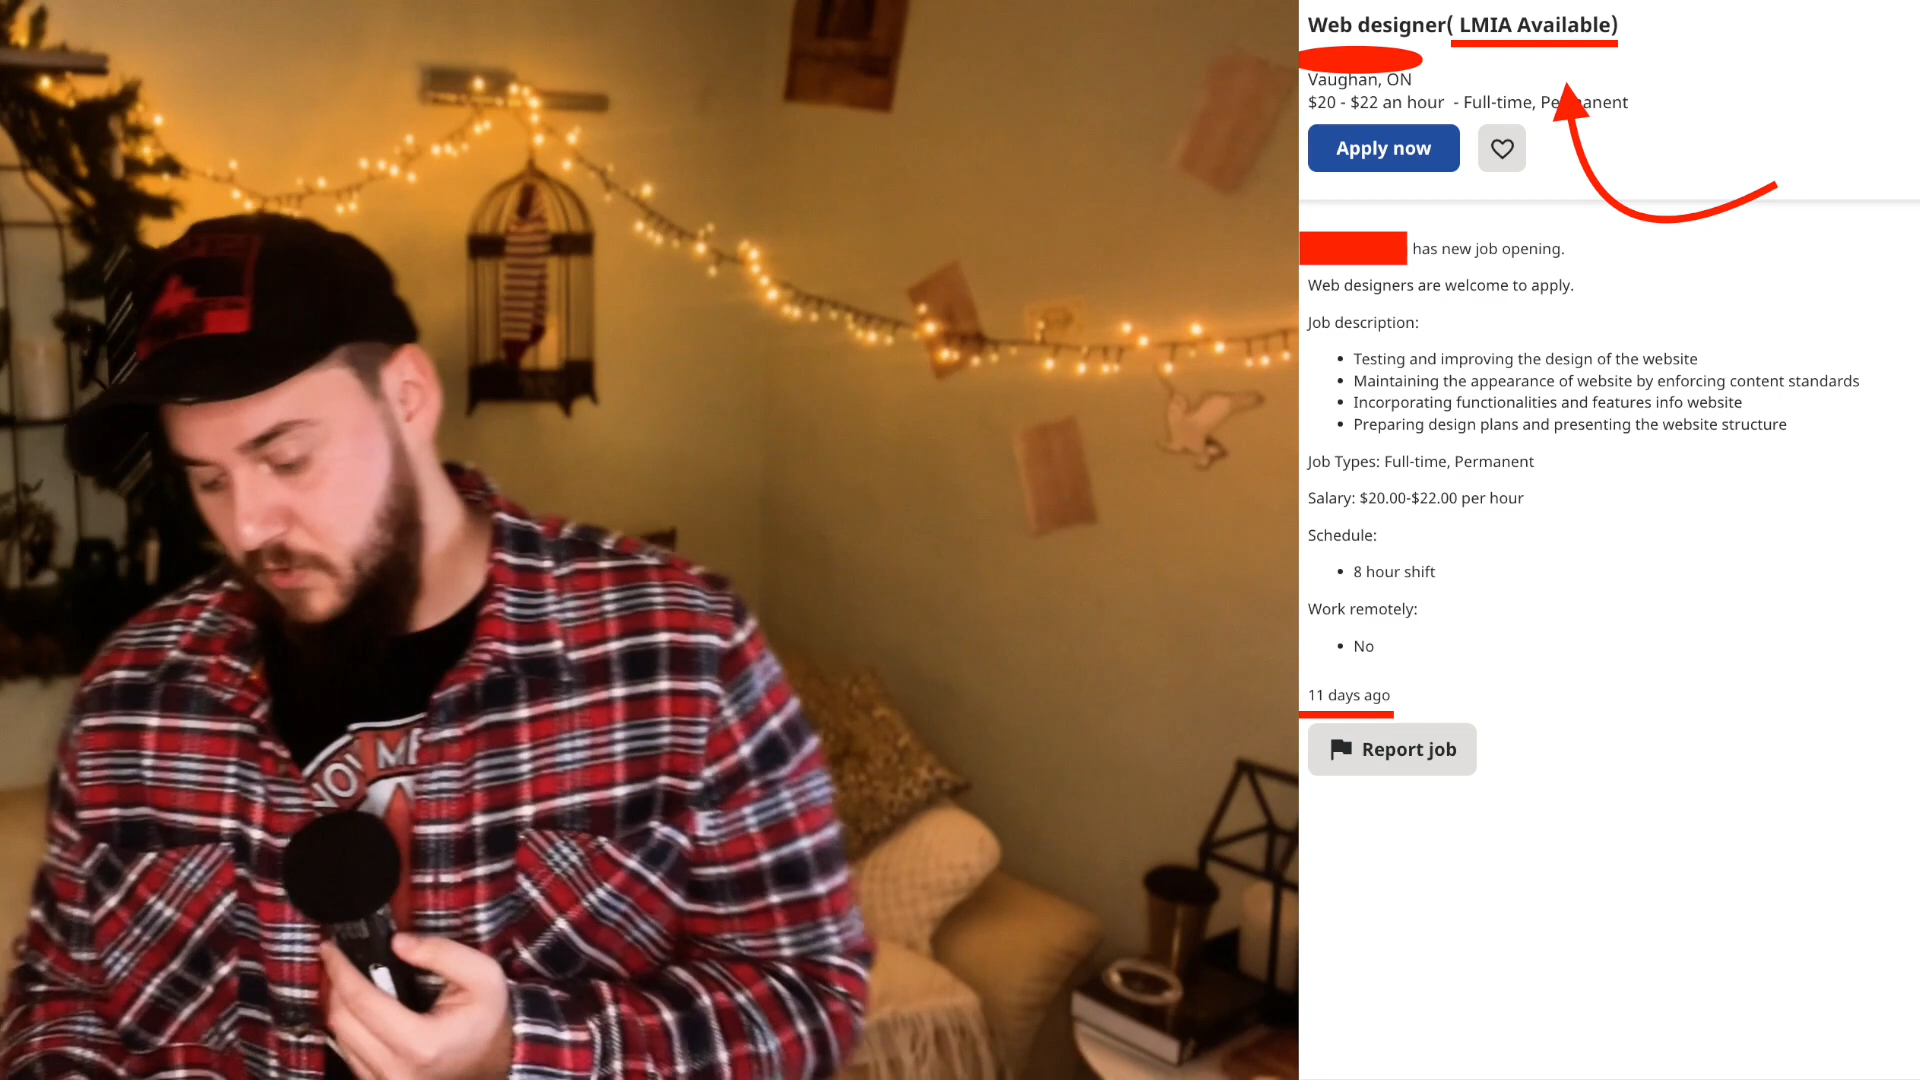 Web designer( LMIA Available)
Vaughan, ON
$20 - $22 an hour - Full-time, Permanent
Apply now
has new job opening.
Web designers are welcome to apply.
Job description:
Testing and improving the design of the website
Maintaining the appearance of website by enforcing content standards
Incorporating functionalities and features info website
Preparing design plans and presenting the website structure
Job Types: Full-time, Permanent
Salary: $20.00-$22.00 per hour
Schedule:
8 hour shift
Work remotely:
No
11 days ago
Report job